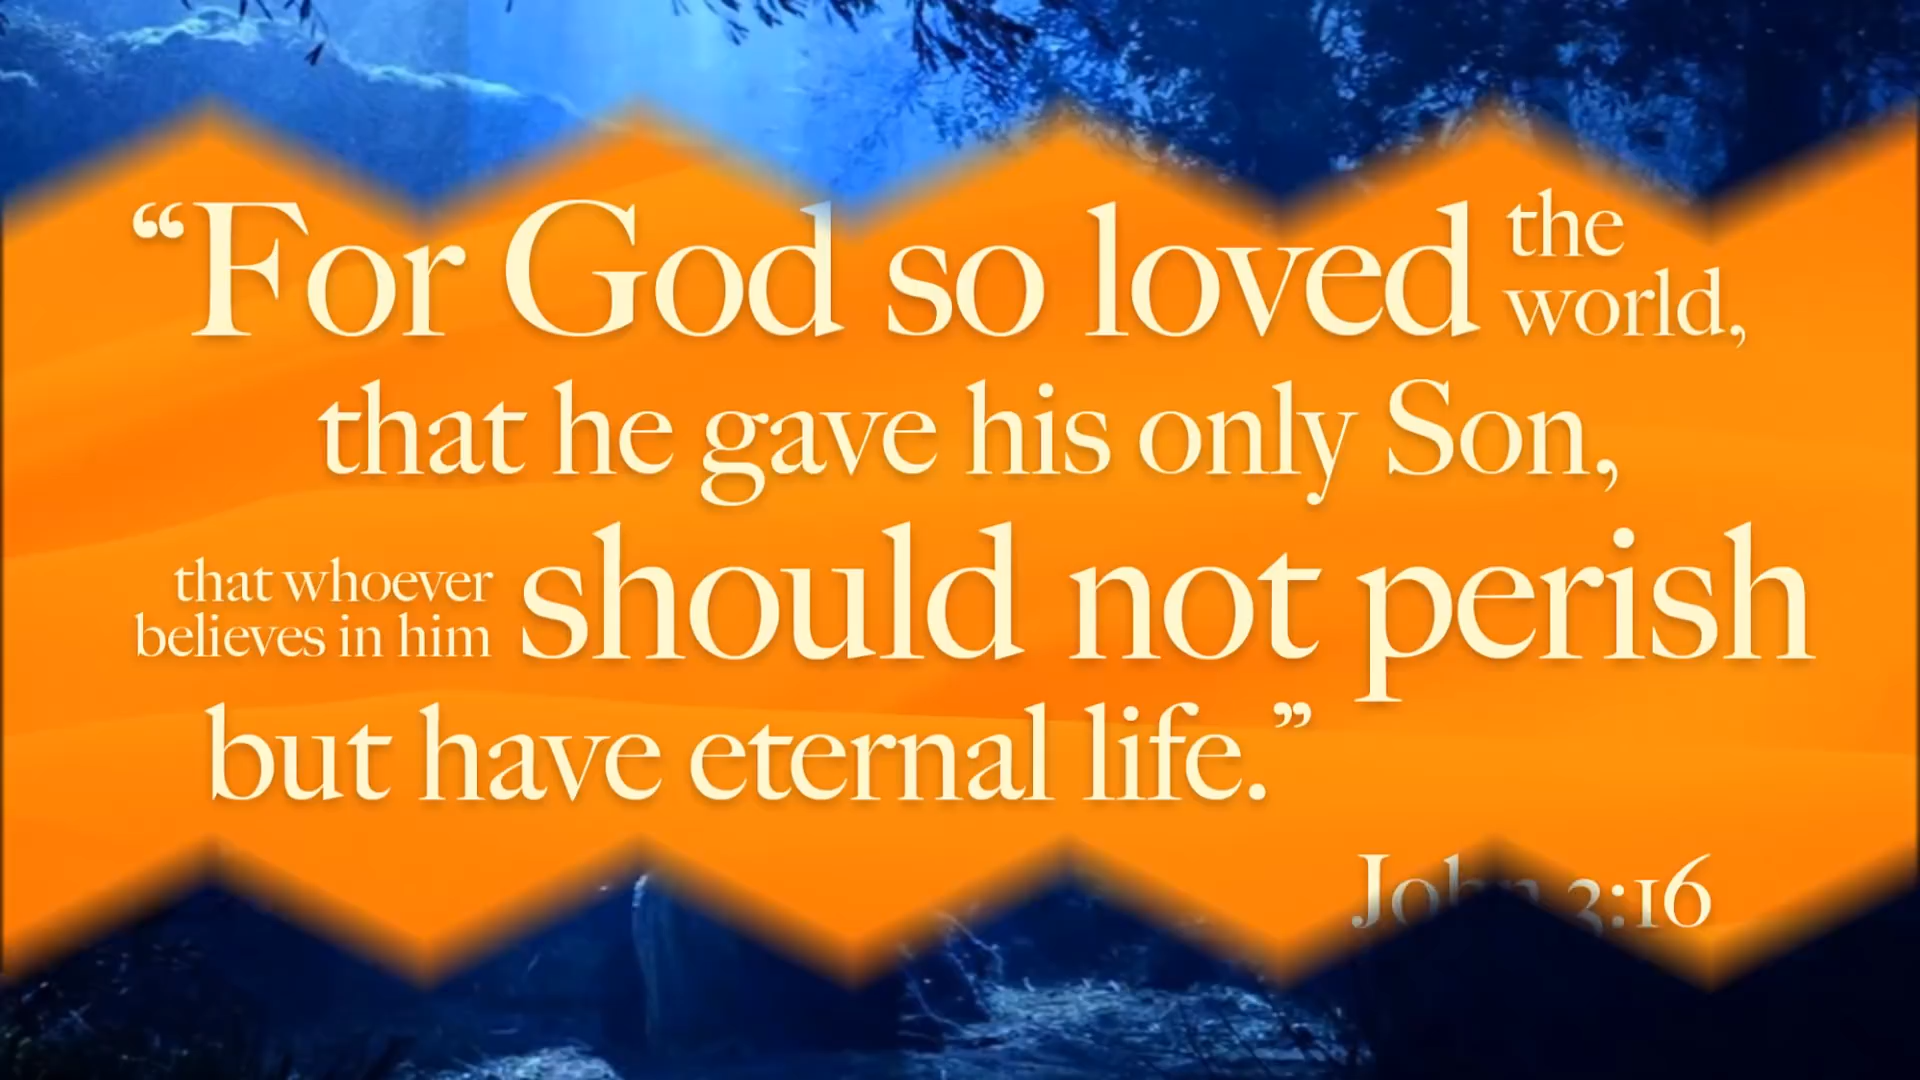 “For God so loved the world,
that he gave his only Son,
that whoever believes in him should not perish
but have eternal life.”
John 3:16